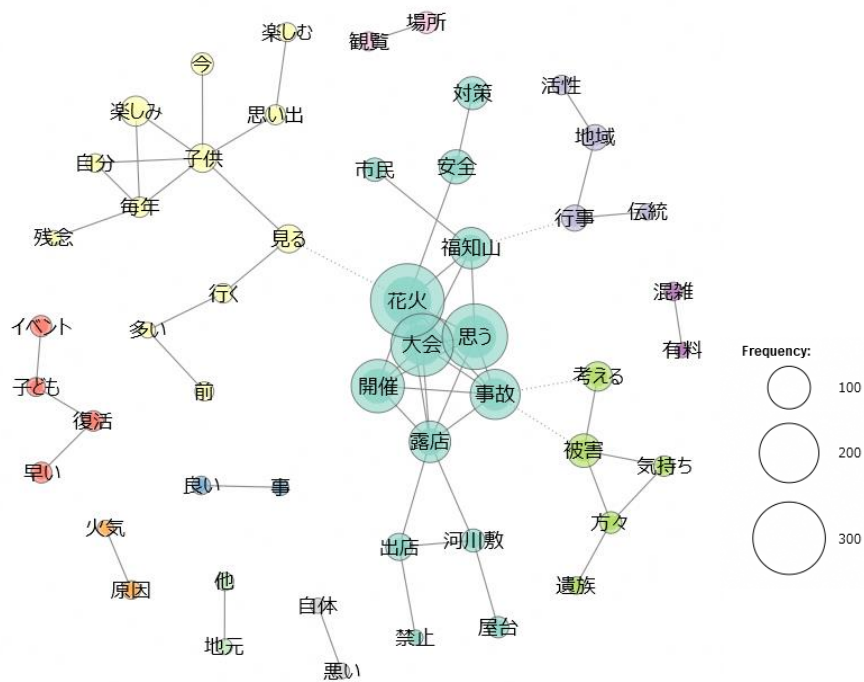 楽しむ
場所
観覧
今
対策
活性
楽しみ
思い出
地域
自分
子供
市民
安全
毎年
行事
伝統
残念
見る
福知山
行く
花火
混雑
イベント
多い
大会
思う
有料
Frequency:
子ども
前
開催
事故
考える
100
復活
露店
被害
200
早い
良い
事
気持ち
火気
出店
河川敷
方々
300
原因
他
自体
遺族
地元
禁止
屋台
悪い